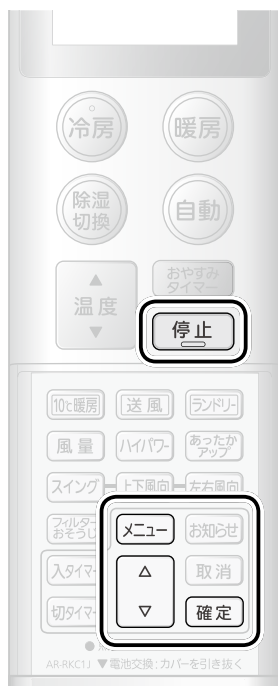 冷房 暖房
除湿
切換
自動
▲
温度
▼
おやすみ
タイマー
停止
10℃暖房 送風 ランドリー
風量 ハイパワー あったか
アップ
スイング 上下風向 左右風向
フィルター
おそうじ
メニュー お知らせ
入タイマ △ 取消
切タイマ ▽ 確定
AR-RKC1J ▼電池交換:カバーを引き抜く